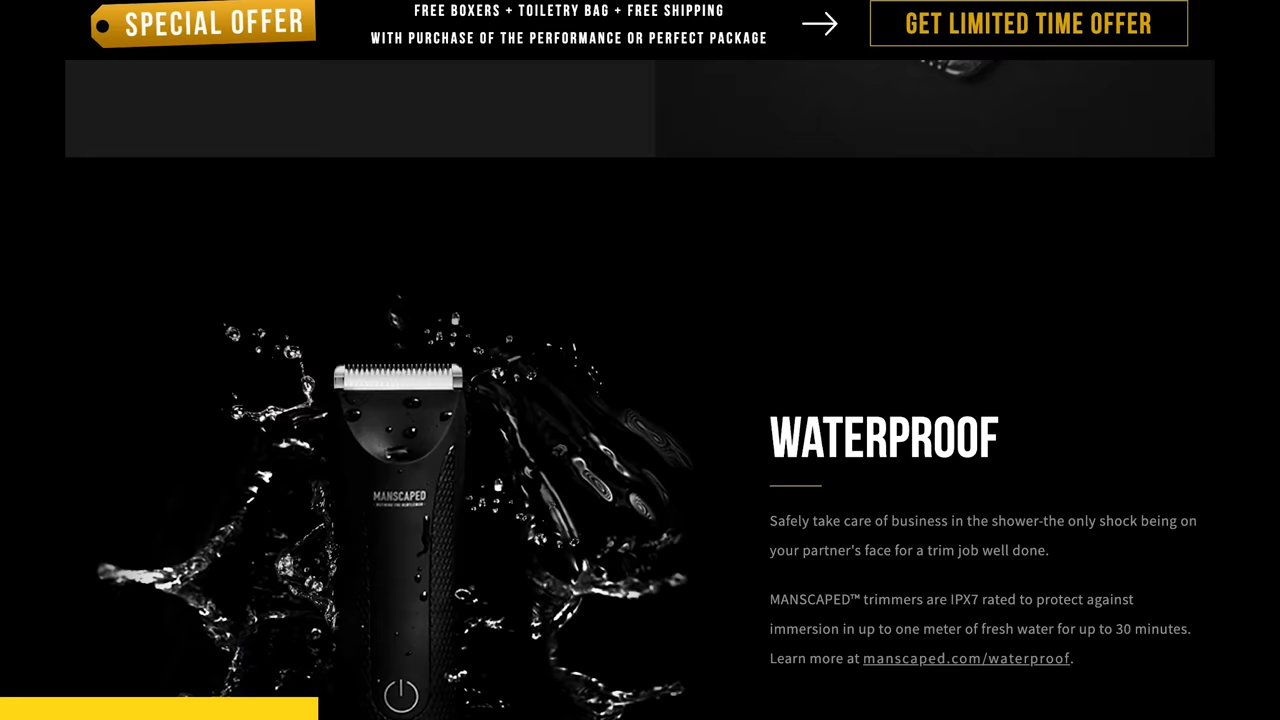 SPECIAL OFFER
FREE BOXERS + TOILETRY BAG + FREE SHIPPING
WITH PURCHASE OF THE PERFORMANCE OR PERFECT PACKAGE
GET LIMITED TIME OFFER
MANSCAPED
WATERPROOF
Safely take care of business in the shower-the only shock being on
your partner's face for a trim job well done.
MANSCAPED™ trimmers are IPX7 rated to protect against
immersion in up to one meter of fresh water for up to 30 minutes.
Learn more at manscaped.com/waterproof.